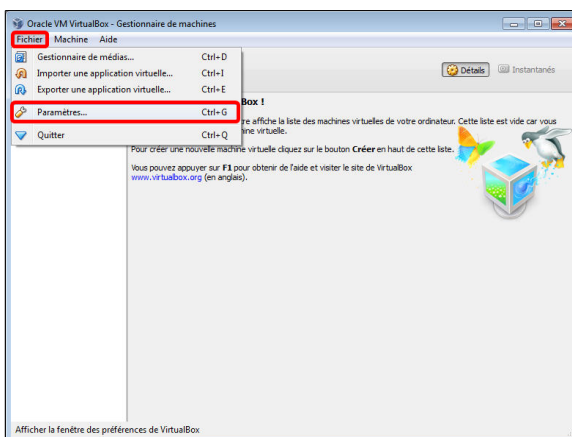 Oracle VM VirtualBox - Gestionnaire de machines
Fichier Machine Aide
Gestionnaire de médias... Ctrl+D
Importer une application virtuelle... Ctrl+I
Exporter une application virtuelle... Ctrl+E
Paramètres... Ctrl+G
Quitter Ctrl+Q
Détails Instantanés
Box !
re affiche la liste des machines virtuelles de votre ordinateur. Cette liste est vide car vous
ine virtuelle.
Pour créer une nouvelle machine virtuelle cliquez sur le bouton Créer en haut de cette liste.
Vous pouvez appuyer sur F1 pour obtenir de l'aide et visiter le site de VirtualBox
www.virtualbox.org (en anglais).
Afficher la fenêtre des préférences de VirtualBox